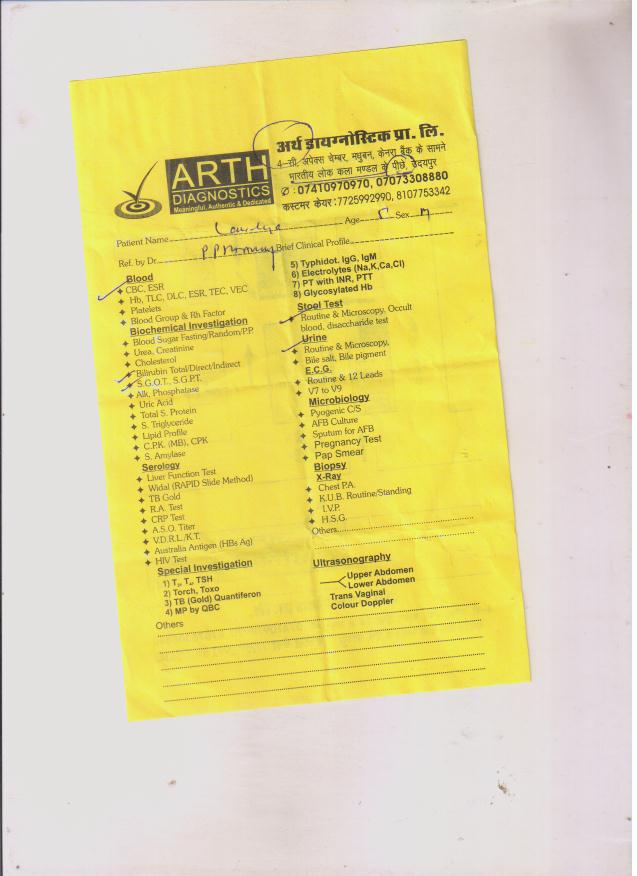 अर्थ डायग्नोस्टिक प्रा. लि.
4-सी, अपेक्स चेम्बर, मधुबन, केनरा बैंक के सामने
भारतीय लोक कला मण्डल के पीछे, उदयपुर
✆ : 07410970970, 07073308880
कस्टमर केयर : 7725992990, 8107753342
ARTH
DIAGNOSTICS
Meaningful, Authentic & Dedicated
Patient Name Age 5 Sex M
Ref. by Dr. Brief Clinical Profile
Blood
CBC, ESR
Hb, TLC, DLC, ESR, TEC, VEC
Platelets
Blood Group & Rh Factor
Biochemical Investigation
Blood Sugar Fasting/Random/P.P.
Urea, Creatinine
Cholesterol
Bilirubin Total/Direct/Indirect
S.G.O.T., S.G.P.T.
Alk, Phosphatase
Uric Acid
Total S. Protein
S. Triglyceride
Lipid Profile
C.P.K. (MB), CPK
S. Amylase
Serology
Liver Function Test
Widal (RAPID Slide Method)
TB Gold
R.A. Test
CRP Test
A.S.O. Titer
V.D.R.L./K.T.
Australia Antigen (HBs Ag)
HIV Test
Special Investigation
1) T₃, T₄, TSH
2) Torch, Toxo
3) TB (Gold) Quantiferon
4) MP by QBC
5) Typhidot. IgG, IgM
6) Electrolytes (Na,K,Ca,Cl)
7) PT with INR, PTT
8) Glycosylated Hb
Stool Test
Routine & Microscopy, Occult
blood, disaccharide test
Urine
Routine & Microscopy,
Bile salt, Bile pigment
E.C.G.
Routine & 12 Leads
V7 to V9
Microbiology
Pyogenic C/S
AFB Culture
Sputum for AFB
Pregnancy Test
Pap Smear
Biopsy
X-Ray
Chest P.A.
K.U.B. Routine/Standing
I.V.P.
H.S.G.
Others
Ultrasonography
Upper Abdomen
Lower Abdomen
Trans Vaginal
Colour Doppler
Others